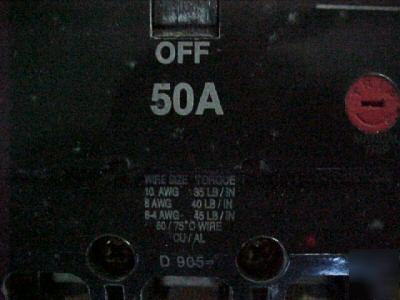 OFF
50A
WIRE SIZE TORQUE
10 AWG 35 LB/IN
8 AWG 40 LB/IN
6-4 AWG 45 LB/IN
60/75°C WIRE
CU/AL
D 905